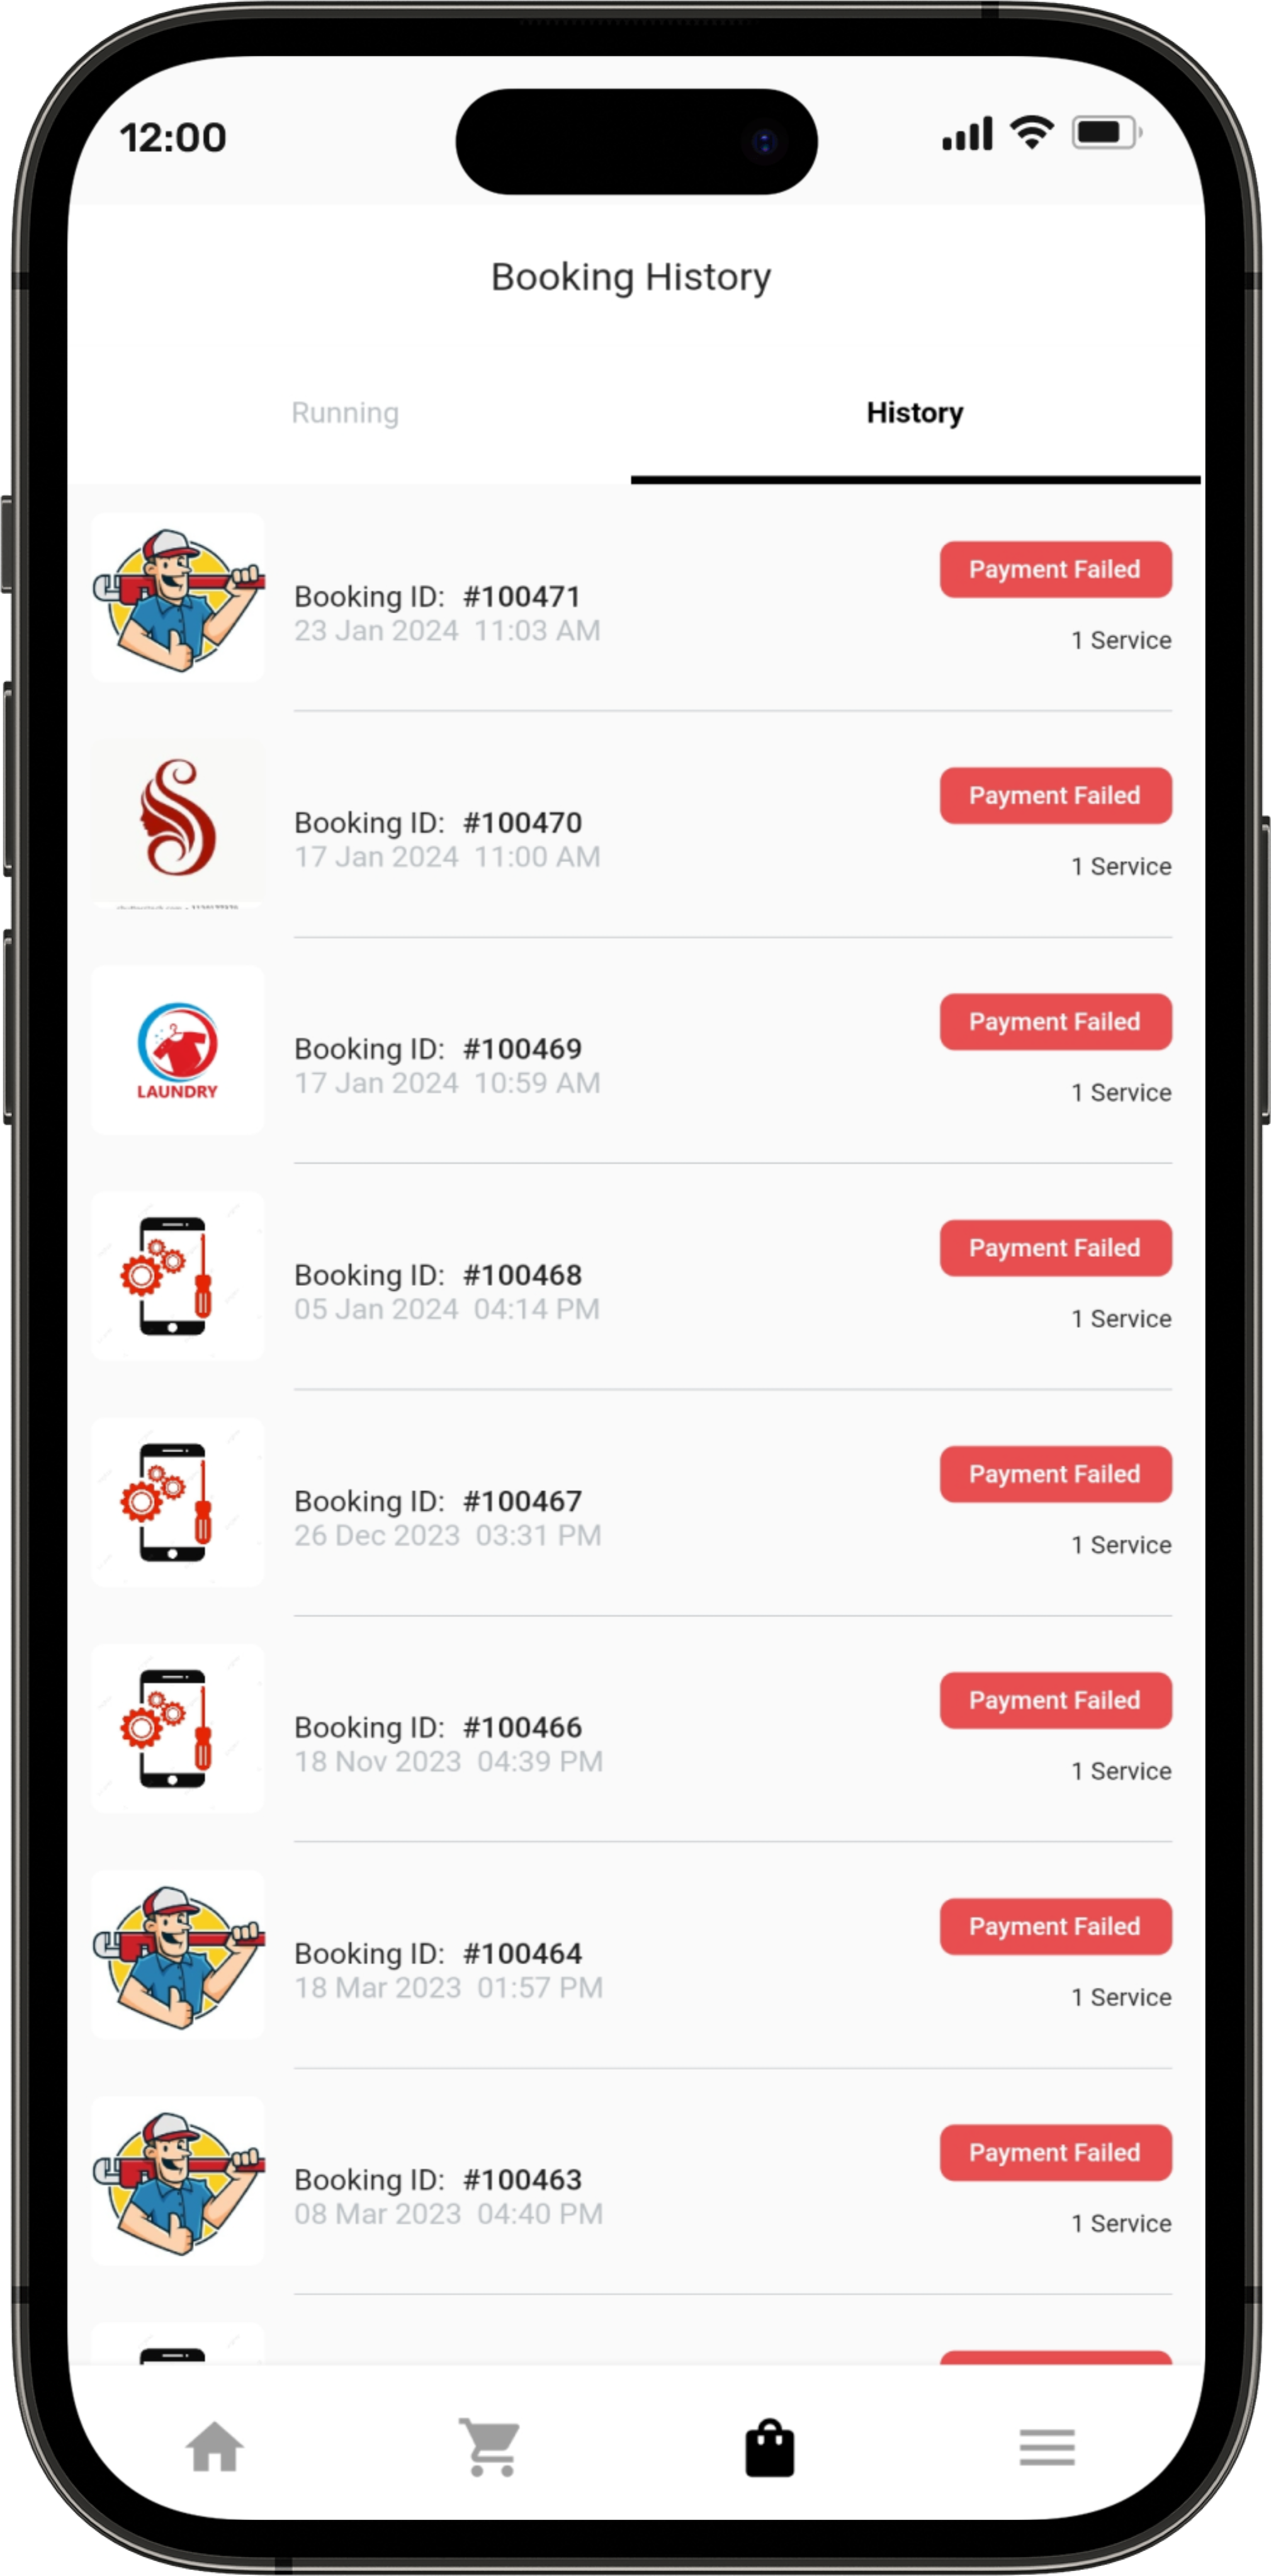 12:00
Booking History
Running
History
Payment Failed
Booking ID: #100471
23 Jan 2024 11:03 AM
1 Service
Payment Failed
Booking ID: #100470
17 Jan 2024 11:00 AM
1 Service
Payment Failed
Booking ID: #100469
17 Jan 2024 10:59 AM
1 Service
LAUNDRY
Payment Failed
Booking ID: #100468
05 Jan 2024 04:14 PM
1 Service
Payment Failed
Booking ID: #100467
26 Dec 2023 03:31 PM
1 Service
Payment Failed
Booking ID: #100466
18 Nov 2023 04:39 PM
1 Service
Payment Failed
Booking ID: #100464
18 Mar 2023 01:57 PM
1 Service
Payment Failed
Booking ID: #100463
08 Mar 2023 04:40 PM
1 Service